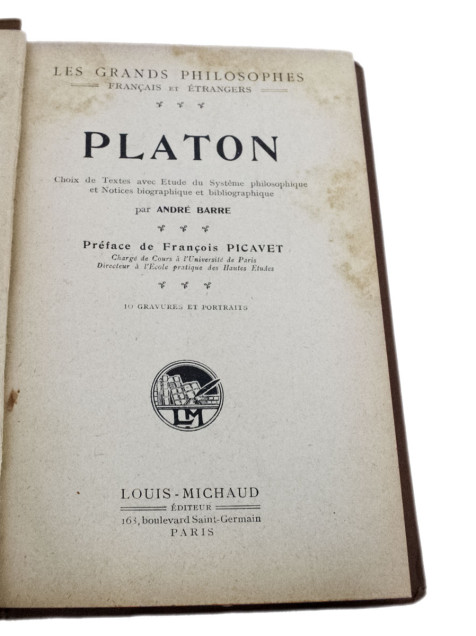 LES GRANDS PHILOSOPHES
FRANÇAIS ET ÉTRANGERS
PLATON
Choix de Textes avec Etude du Système philosophique
et Notices biographique et bibliographique
par ANDRÉ BARRE
Préface de François PICAVET
Chargé de Cours à l'Université de Paris
Directeur à l'Ecole pratique des Hautes Etudes
10 GRAVURES ET PORTRAITS
LM
LOUIS-MICHAUD
ÉDITEUR
163, boulevard Saint-Germain
PARIS